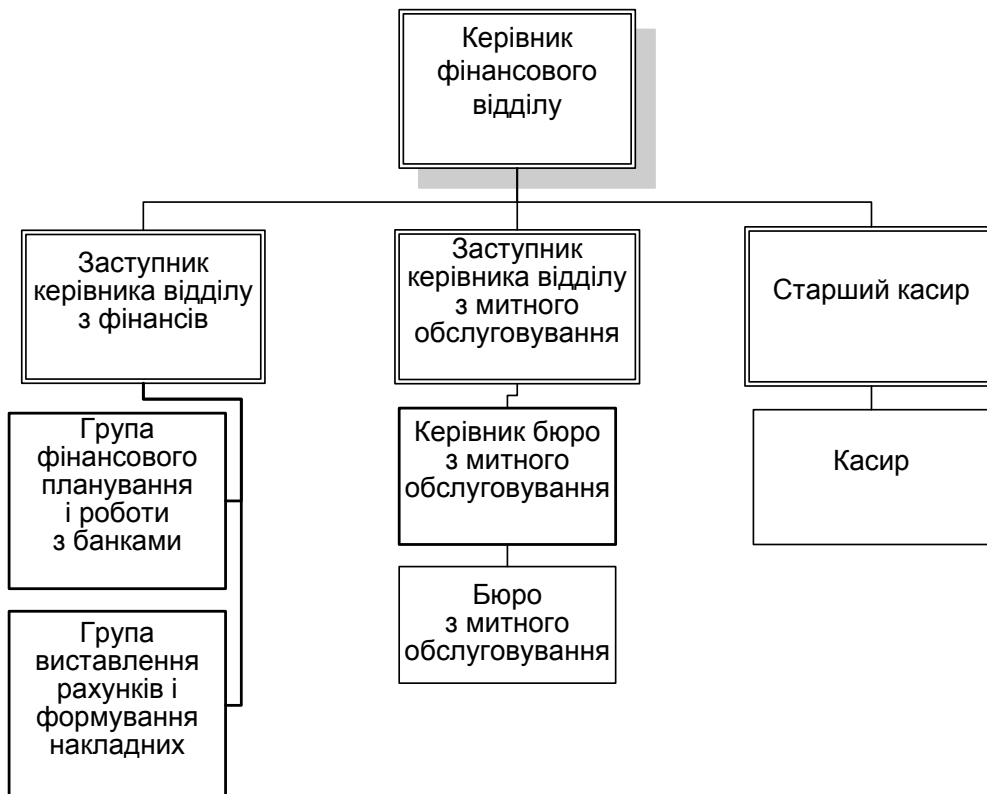 Керівник
фінансового
відділу
Заступник
керівника відділу
з фінансів
Заступник
керівника відділу
з митного
обслуговування
Старший касир
Група
фінансового
планування
і роботи
з банками
Керівник бюро
з митного
обслуговування
Касир
Бюро
з митного
обслуговування
Група
виставлення
рахунків і
формування
накладних